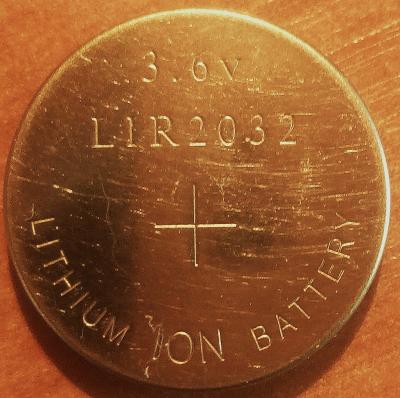 3.6v
LIR2032
+
LITHIUM ION BATTERY